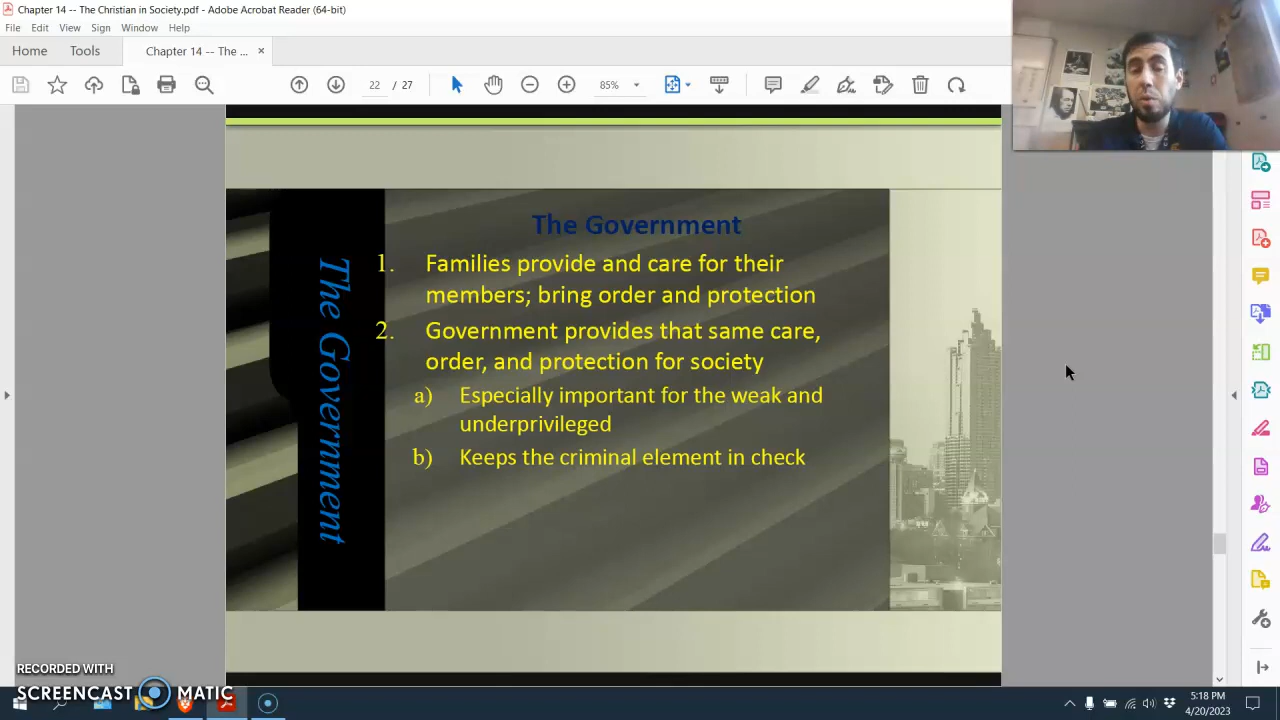 Chapter 14 -- The Christian in Society.pdf - Adobe Acrobat Reader (64-bit)
File Edit View Sign Window Help
Home Tools Chapter 14 -- The ... ×
22 / 27 85%
The Government
The Government
1. Families provide and care for their
members; bring order and protection
2. Government provides that same care,
order, and protection for society
a) Especially important for the weak and
underprivileged
b) Keeps the criminal element in check
RECORDED WITH
SCREENCAST MATIC
5:18 PM
4/20/2023